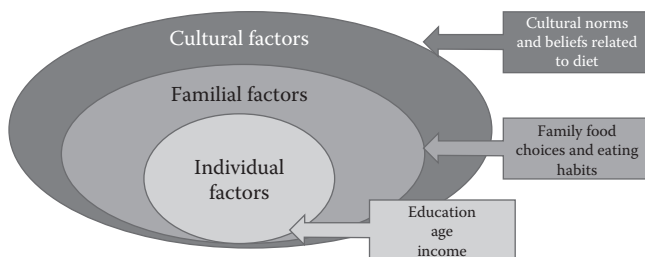 Cultural factors
Cultural norms
and beliefs related
to diet
Familial factors
Family food
choices and eating
habits
Individual
factors
Education
age
income